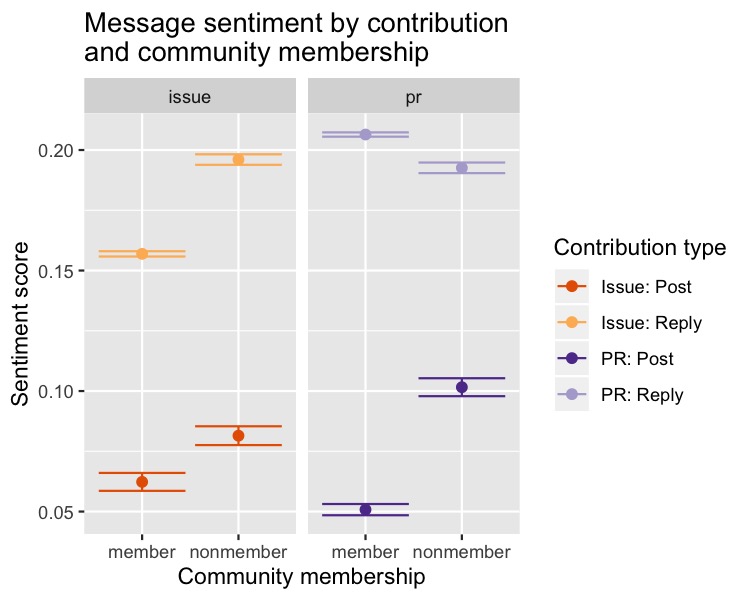 Message sentiment by contribution
and community membership
issue
pr
Sentiment score
0.20
0.15
0.10
0.05
member
nonmember
member
nonmember
Community membership
Contribution type
Issue: Post
Issue: Reply
PR: Post
PR: Reply